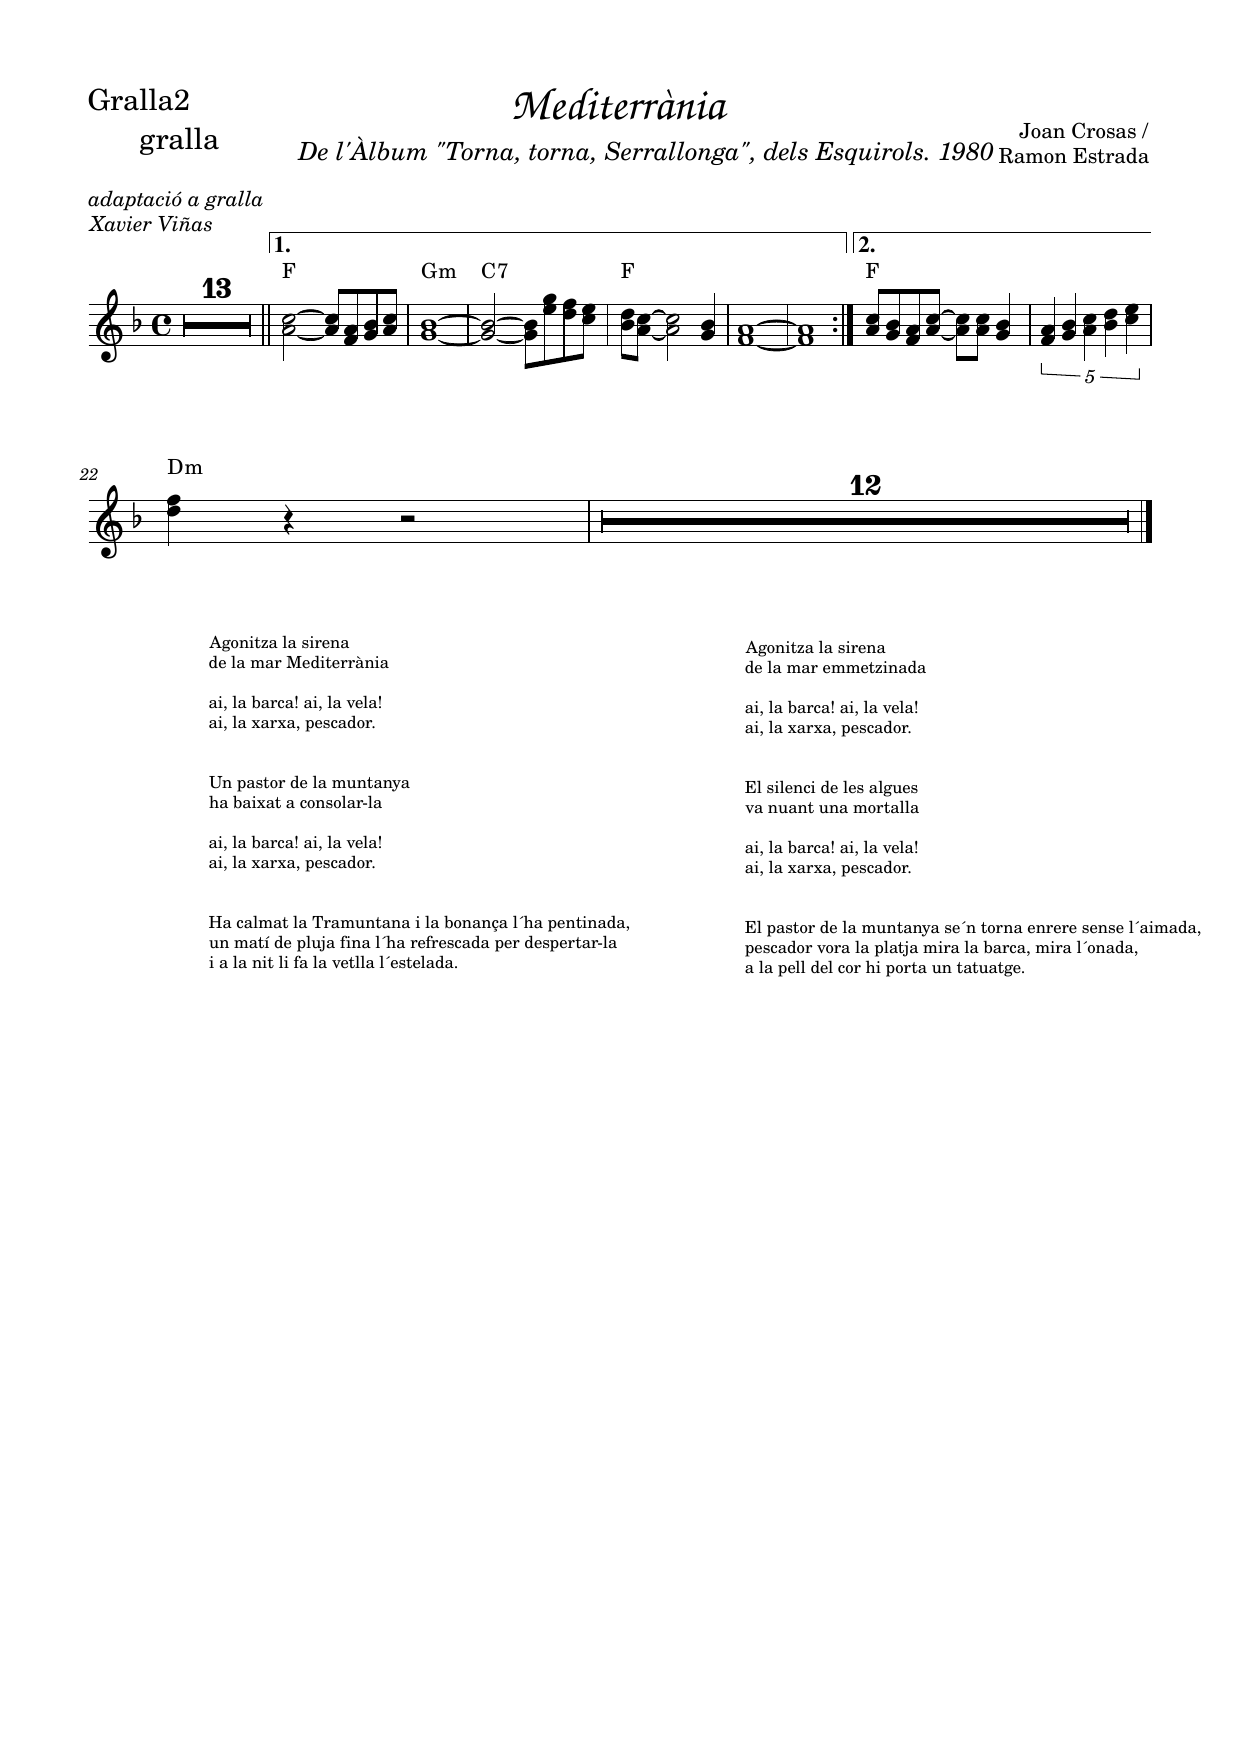 Gralla2
gralla
Mediterrània
De l'Àlbum "Torna, torna, Serrallonga", dels Esquirols. 1980
Joan Crosas /
Ramon Estrada
adaptació a gralla
Xavier Viñas
1. 2.
13 F Gm C7 F F
5
22 Dm 12
Agonitza la sirena
de la mar Mediterrània
ai, la barca! ai, la vela!
ai, la xarxa, pescador.
Un pastor de la muntanya
ha baixat a consolar-la
ai, la barca! ai, la vela!
ai, la xarxa, pescador.
Ha calmat la Tramuntana i la bonança l´ha pentinada,
un matí de pluja fina l´ha refrescada per despertar-la
i a la nit li fa la vetlla l´estelada.
Agonitza la sirena
de la mar emmetzinada
ai, la barca! ai, la vela!
ai, la xarxa, pescador.
El silenci de les algues
va nuant una mortalla
ai, la barca! ai, la vela!
ai, la xarxa, pescador.
El pastor de la muntanya se´n torna enrere sense l´aimada,
pescador vora la platja mira la barca, mira l´onada,
a la pell del cor hi porta un tatuatge.